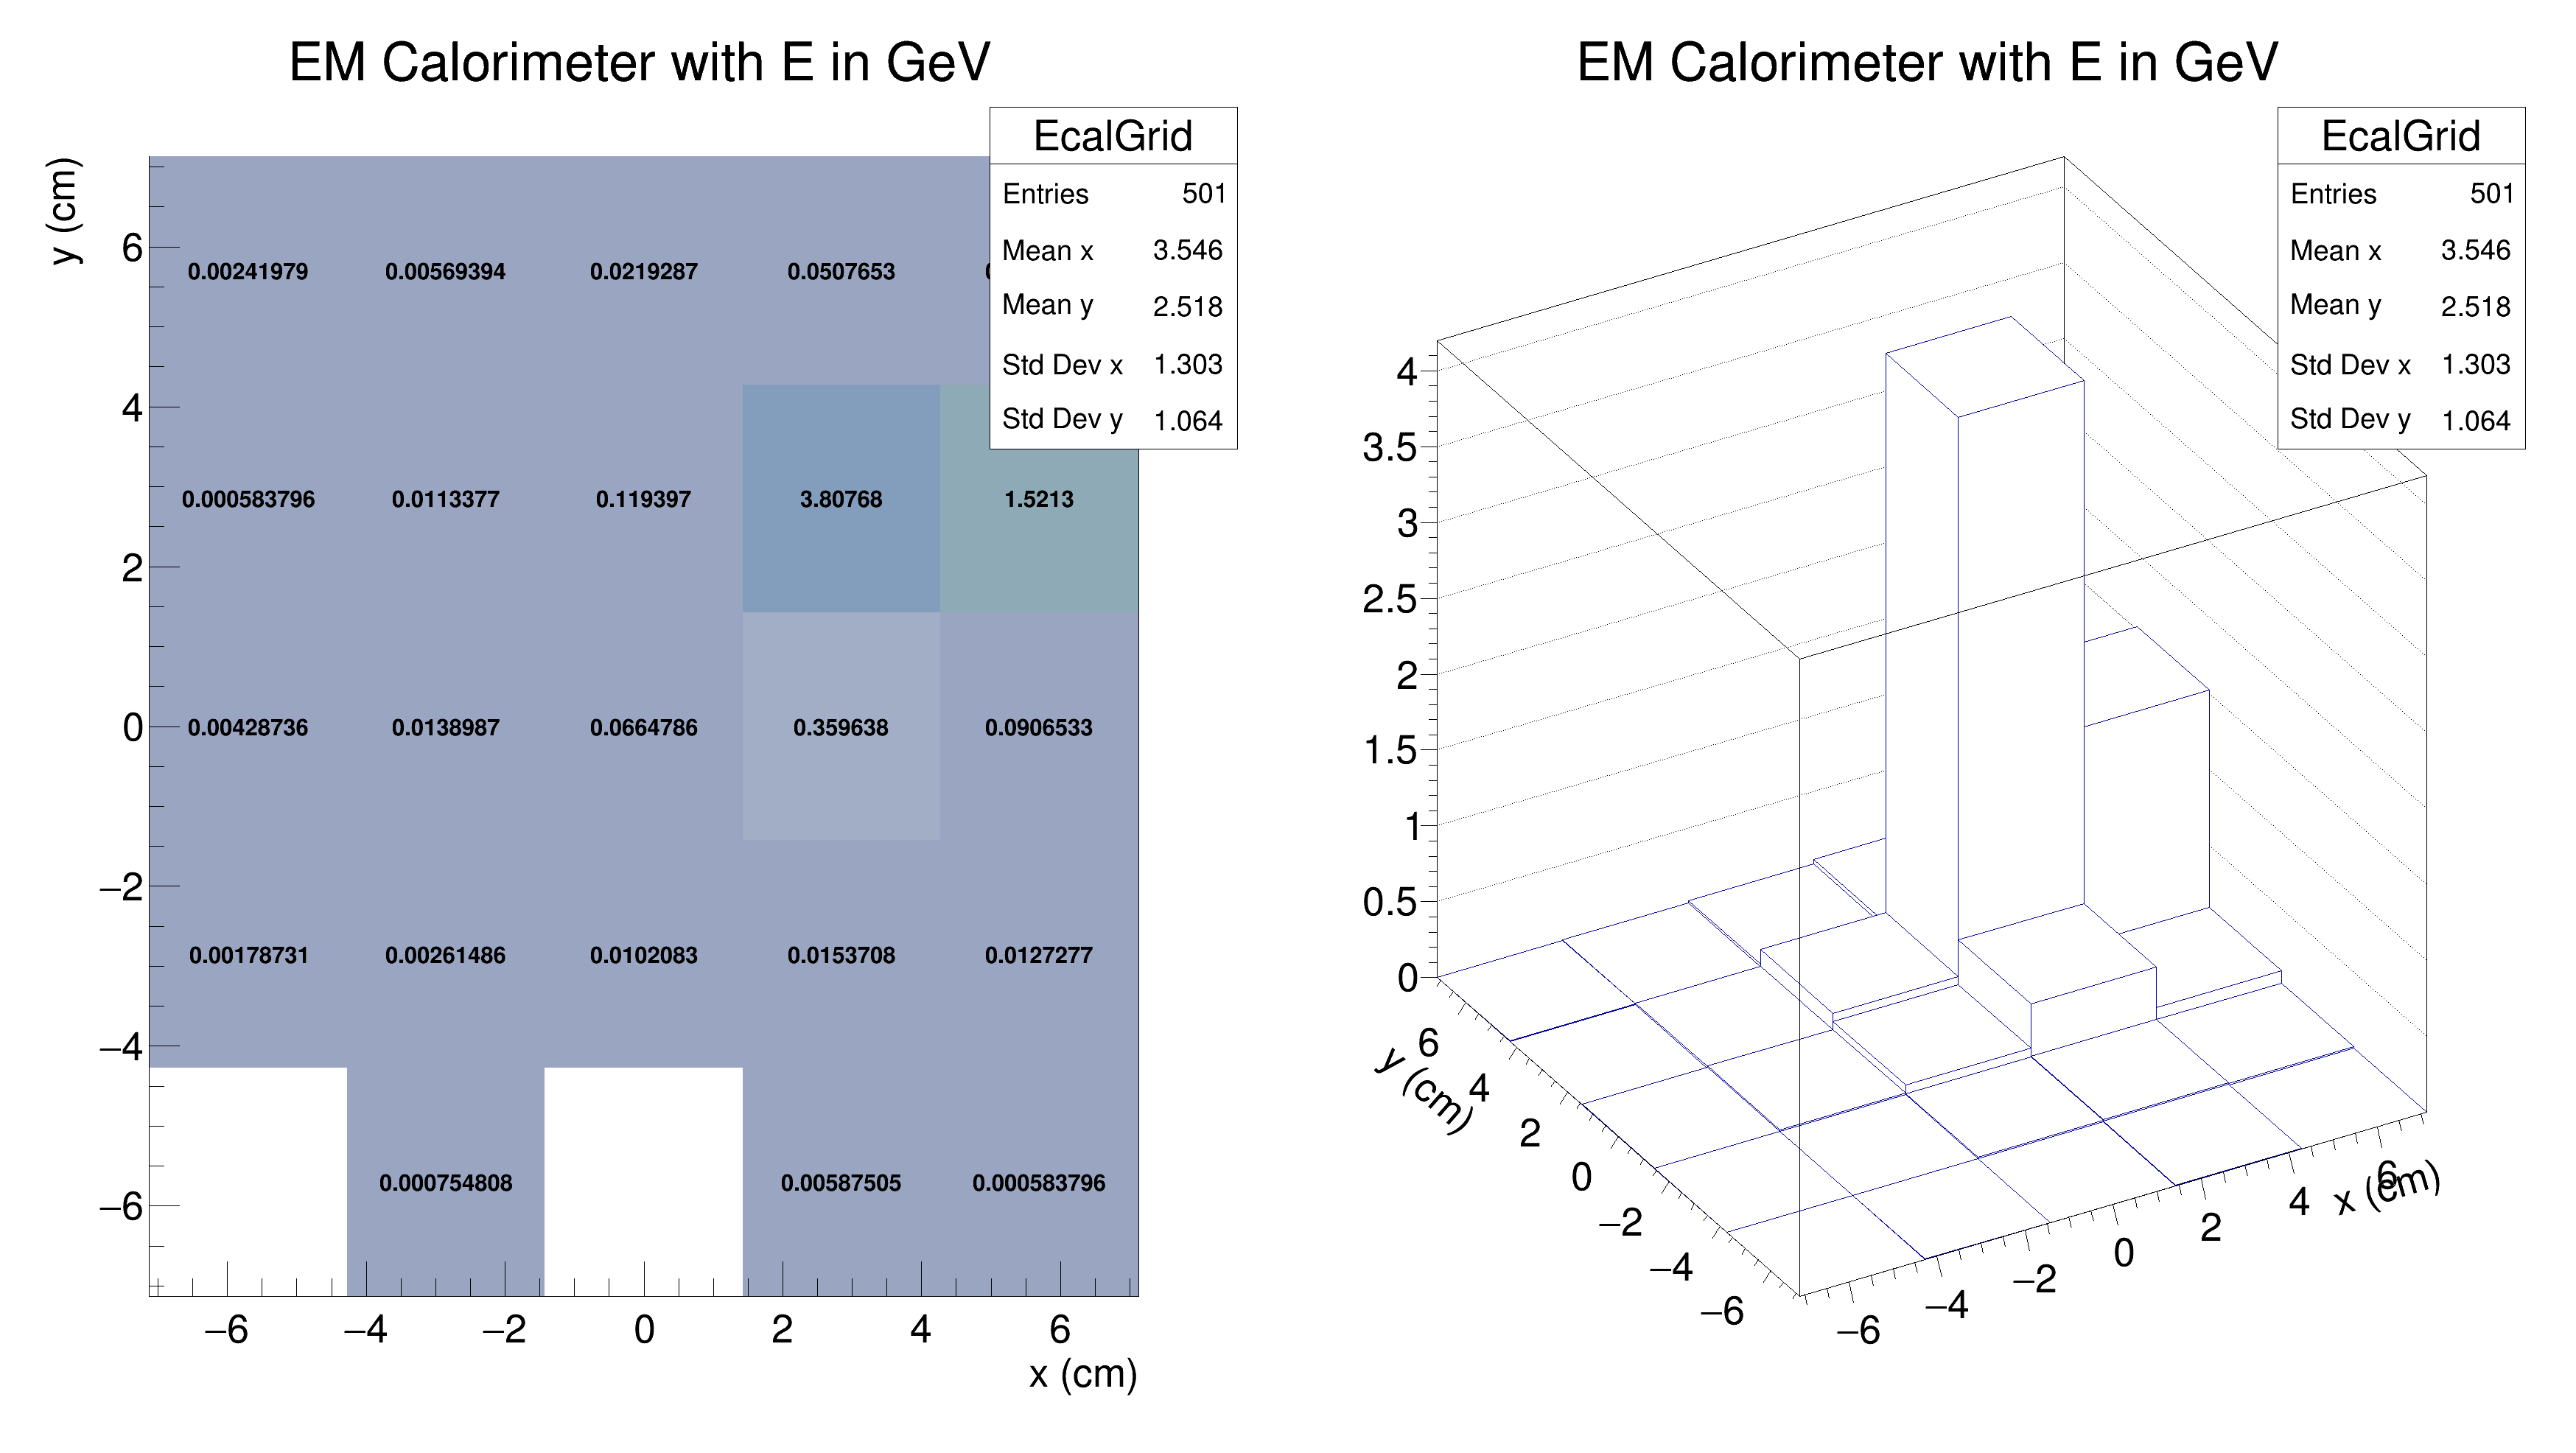 EM Calorimeter with E in GeV
EcalGrid
Entries 501
Mean x 3.546
Mean y 2.518
Std Dev x 1.303
Std Dev y 1.064
y (cm)
6
4
2
0
−2
−4
−6
0.00241979 0.00569394 0.0219287 0.0507653
0.000583796 0.0113377 0.119397 3.80768 1.5213
0.00428736 0.0138987 0.0664786 0.359638 0.0906533
0.00178731 0.00261486 0.0102083 0.0153708 0.0127277
0.000754808 0.00587505 0.000583796
−6 −4 −2 0 2 4 6
x (cm)
EM Calorimeter with E in GeV
EcalGrid
Entries 501
Mean x 3.546
Mean y 2.518
Std Dev x 1.303
Std Dev y 1.064
4
3.5
3
2.5
2
1.5
1
0.5
0
y (cm)
6
4
2
0
−2
−4
−6
−6 −4 −2 0 2 4 6
x (cm)